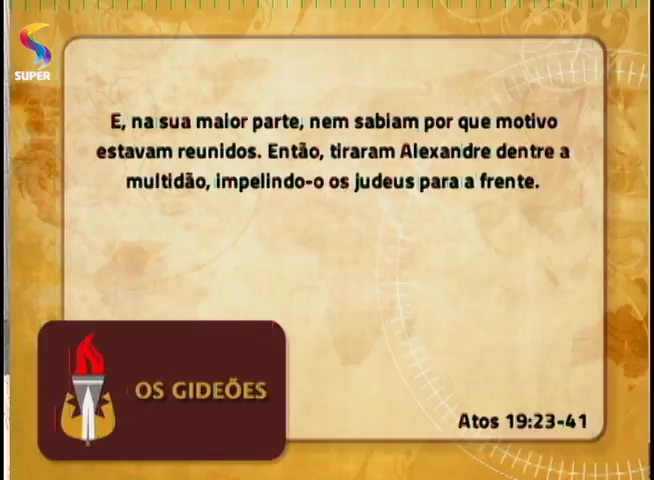 SUPER
E, na sua maior parte, nem sabiam por que motivo
estavam reunidos. Então, tiraram Alexandre dentre a
multidão, impelindo-o os judeus para a frente.
OS GIDEÕES
Atos 19:23-41